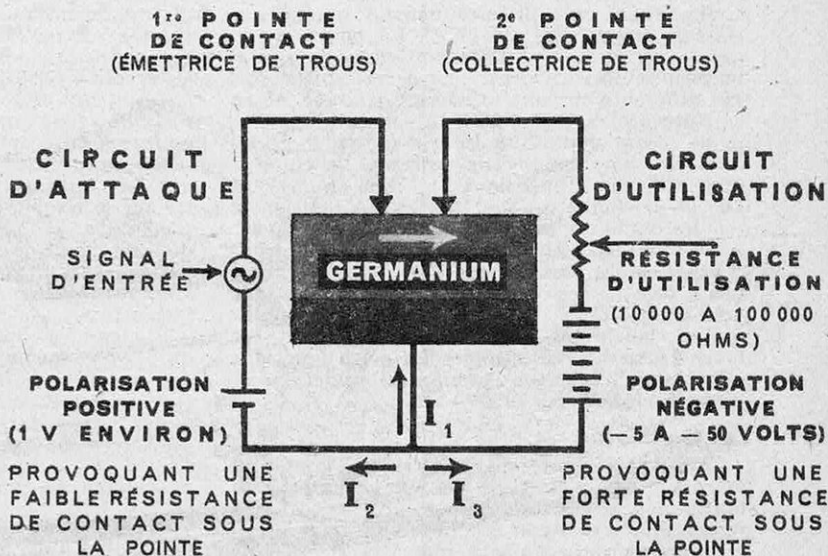 1re POINTE
DE CONTACT
(ÉMETTRICE DE TROUS)
2e POINTE
DE CONTACT
(COLLECTRICE DE TROUS)
CIRCUIT
D'ATTAQUE
CIRCUIT
D'UTILISATION
SIGNAL
D'ENTRÉE
GERMANIUM
RÉSISTANCE
D'UTILISATION
(10 000 A 100 000
OHMS)
POLARISATION
POSITIVE
(1 V ENVIRON)
I1
POLARISATION
NÉGATIVE
(– 5 A – 50 VOLTS)
PROVOQUANT UNE
FAIBLE RÉSISTANCE
DE CONTACT SOUS
LA POINTE
I2
I3
PROVOQUANT UNE
FORTE RÉSISTANCE
DE CONTACT SOUS
LA POINTE